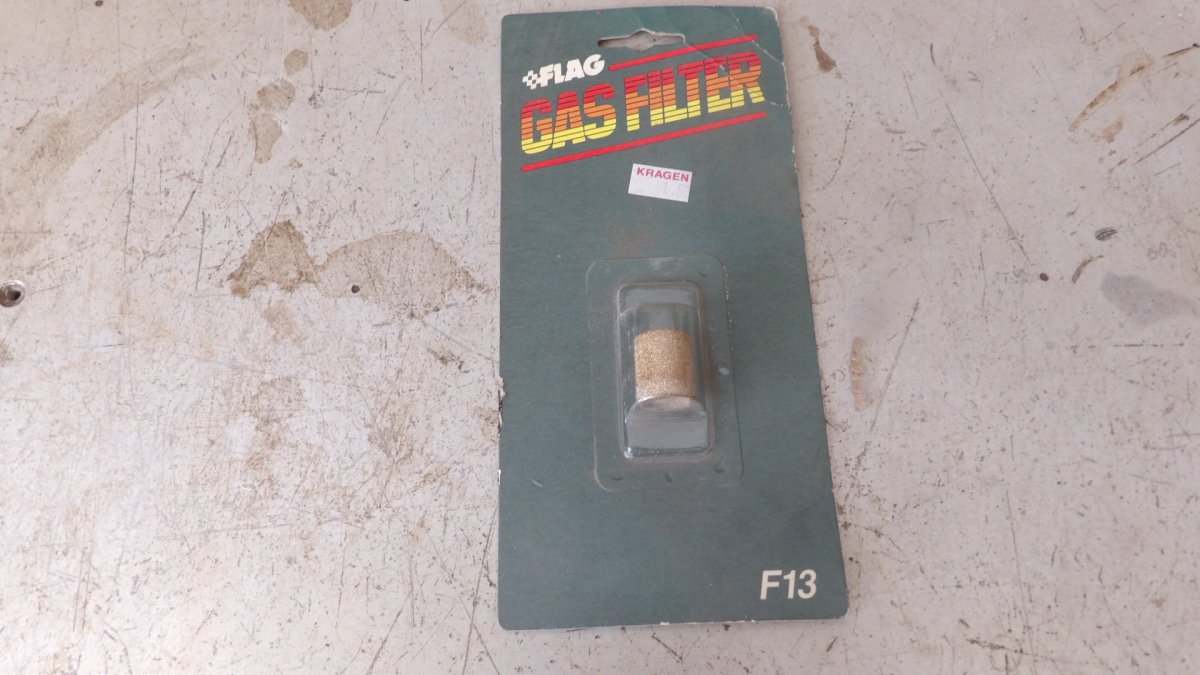 FLAG
GAS FILTER
KRAGEN
F13